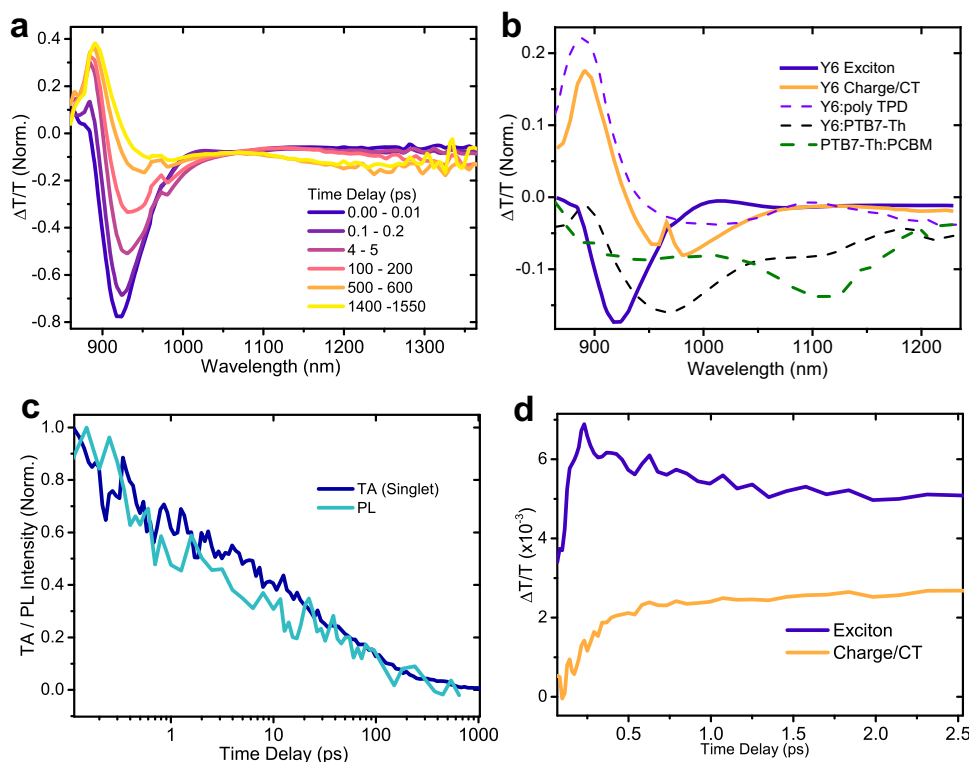 a
ΔT/T (Norm.)
0.4
0.2
0.0
-0.2
-0.4
-0.6
-0.8
900
1000
1100
1200
1300
Wavelength (nm)
Time Delay (ps)
0.00 - 0.01
0.1 - 0.2
4 - 5
100 - 200
500 - 600
1400 -1550
b
ΔT/T (Norm.)
0.2
0.1
0.0
-0.1
900
1000
1100
1200
Wavelength (nm)
Y6 Exciton
Y6 Charge/CT
Y6:poly TPD
Y6:PTB7-Th
PTB7-Th:PCBM
c
TA / PL Intensity (Norm.)
1.0
0.8
0.6
0.4
0.2
0.0
1
10
100
1000
Time Delay (ps)
TA (Singlet)
PL
d
ΔT/T (x10⁻³)
6
4
2
0
0.5
1.0
1.5
2.0
2.5
Time Delay (ps)
Exciton
Charge/CT